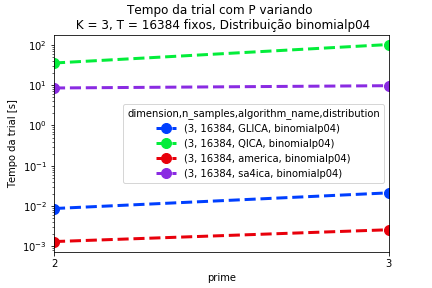 Tempo da trial com P variando
K = 3, T = 16384 fixos, Distribuição binomialp04
Tempo da trial [s]
10²
10¹
10⁰
10⁻¹
10⁻²
10⁻³
dimension,n_samples,algorithm_name,distribution
(3, 16384, GLICA, binomialp04)
(3, 16384, QICA, binomialp04)
(3, 16384, america, binomialp04)
(3, 16384, sa4ica, binomialp04)
2
3
prime